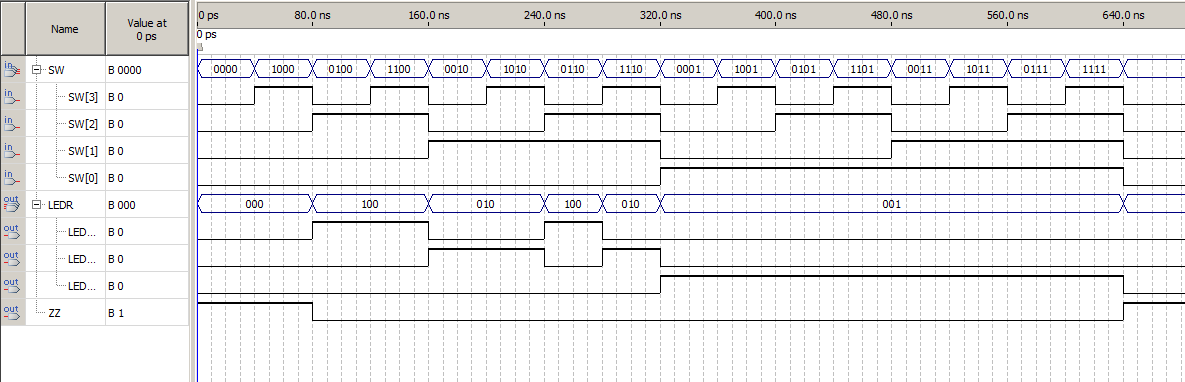 Name
Value at
0 ps
0 ps 80.0 ns 160.0 ns 240.0 ns 320.0 ns 400.0 ns 480.0 ns 560.0 ns 640.0 ns
0 ps
in SW B 0000 0000 1000 0100 1100 0010 1010 0110 1110 0001 1001 0101 1101 0011 1011 0111 1111
in SW[3] B 0
in SW[2] B 0
in SW[1] B 0
in SW[0] B 0
out LEDR B 000 000 100 010 100 010 001
out LED... B 0
out LED... B 0
out LED... B 0
out ZZ B 1